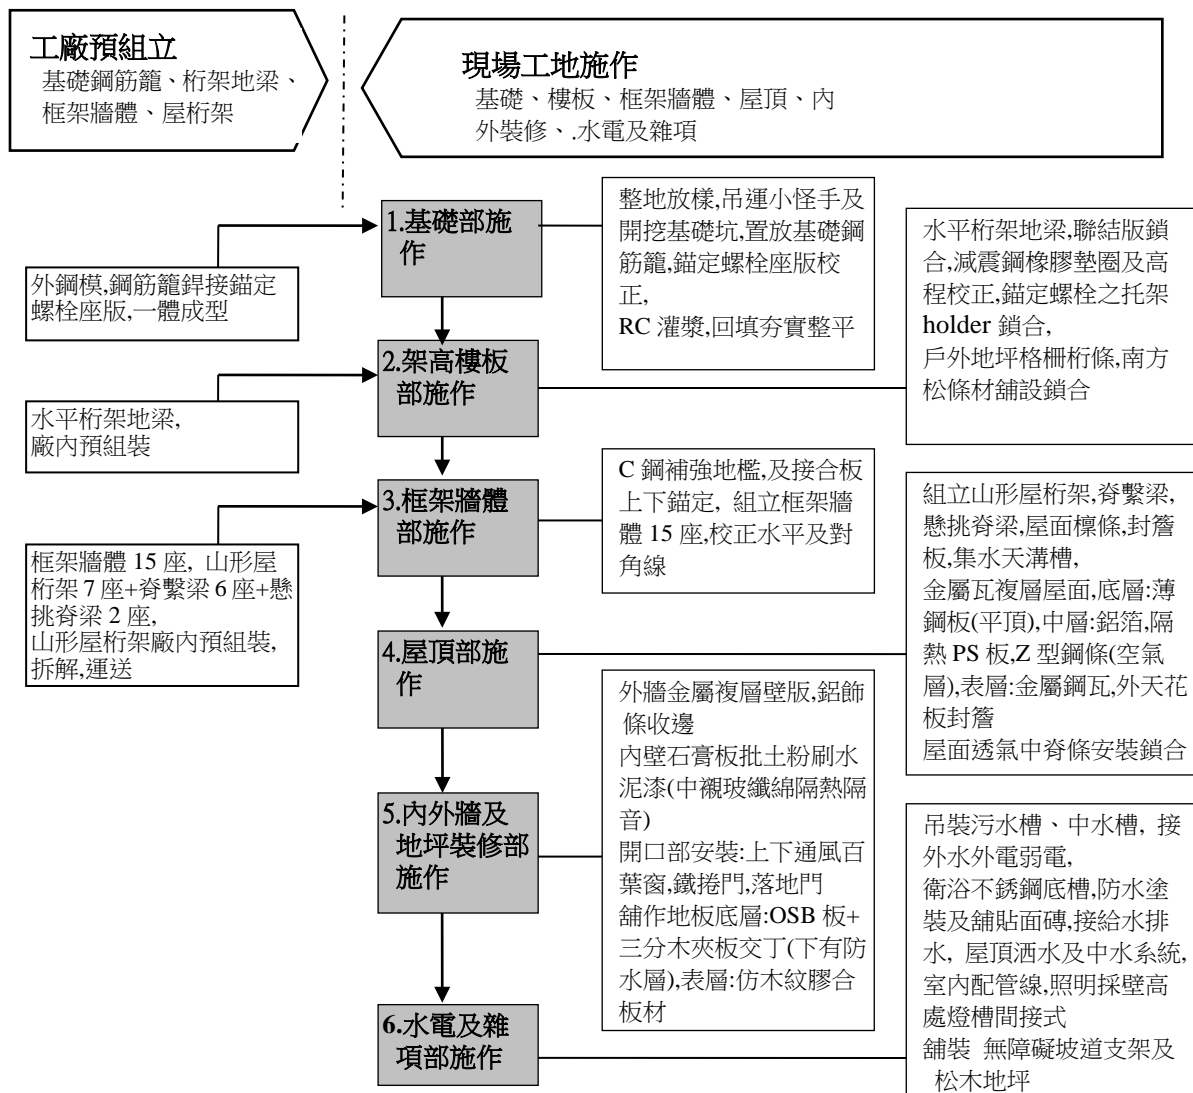 工廠預組立
基礎鋼筋籠、桁架地梁、
框架牆體、屋桁架
現場工地施作
基礎、樓板、框架牆體、屋頂、內
外裝修、.水電及雜項
1.基礎部施
作
整地放樣,吊運小怪手及
開挖基礎坑,置放基礎鋼
筋籠,錨定螺栓座版校
正,
RC 灌漿,回填夯實整平
外鋼模,鋼筋籠銲接錨定
螺栓座版,一體成型
2.架高樓板
部施作
水平桁架地梁,聯結版鎖
合,減震鋼橡膠墊圈及高
程校正,錨定螺栓之托架
holder 鎖合,
戶外地坪格柵桁條,南方
松條材舖設鎖合
水平桁架地梁,
廠內預組裝
3.框架牆體
部施作
C 鋼補強地檻,及接合板
上下錨定, 組立框架牆
體 15 座,校正水平及對
角線
框架牆體 15 座, 山形屋
桁架 7 座+脊繫梁 6 座+懸
挑脊梁 2 座,
山形屋桁架廠內預組裝,
拆解,運送
4.屋頂部施
作
組立山形屋桁架,脊繫梁,
懸挑脊梁,屋面檁條,封簷
板,集水天溝槽,
金屬瓦複層屋面,底層:薄
鋼板(平頂),中層:鋁箔,隔
熱 PS 板,Z 型鋼條(空氣
層),表層:金屬鋼瓦,外天花
板封簷
屋面透氣中脊條安裝鎖合
5.內外牆及
地坪裝修部
施作
外牆金屬複層壁版,鋁飾
條收邊
內壁石膏板批土粉刷水
泥漆(中襯玻纖綿隔熱隔
音)
開口部安裝:上下通風百
葉窗,鐵捲門,落地門
舖作地板底層:OSB 板+
三分木夾板交丁(下有防
水層),表層:仿木紋膠合
板材
6.水電及雜
項部施作
吊裝污水槽、中水槽, 接
外水外電弱電,
衛浴不銹鋼底槽,防水塗
裝及舖貼面磚,接給水排
水, 屋頂洒水及中水系統,
室內配管線,照明採壁高
處燈槽間接式
舖裝 無障礙坡道支架及
松木地坪